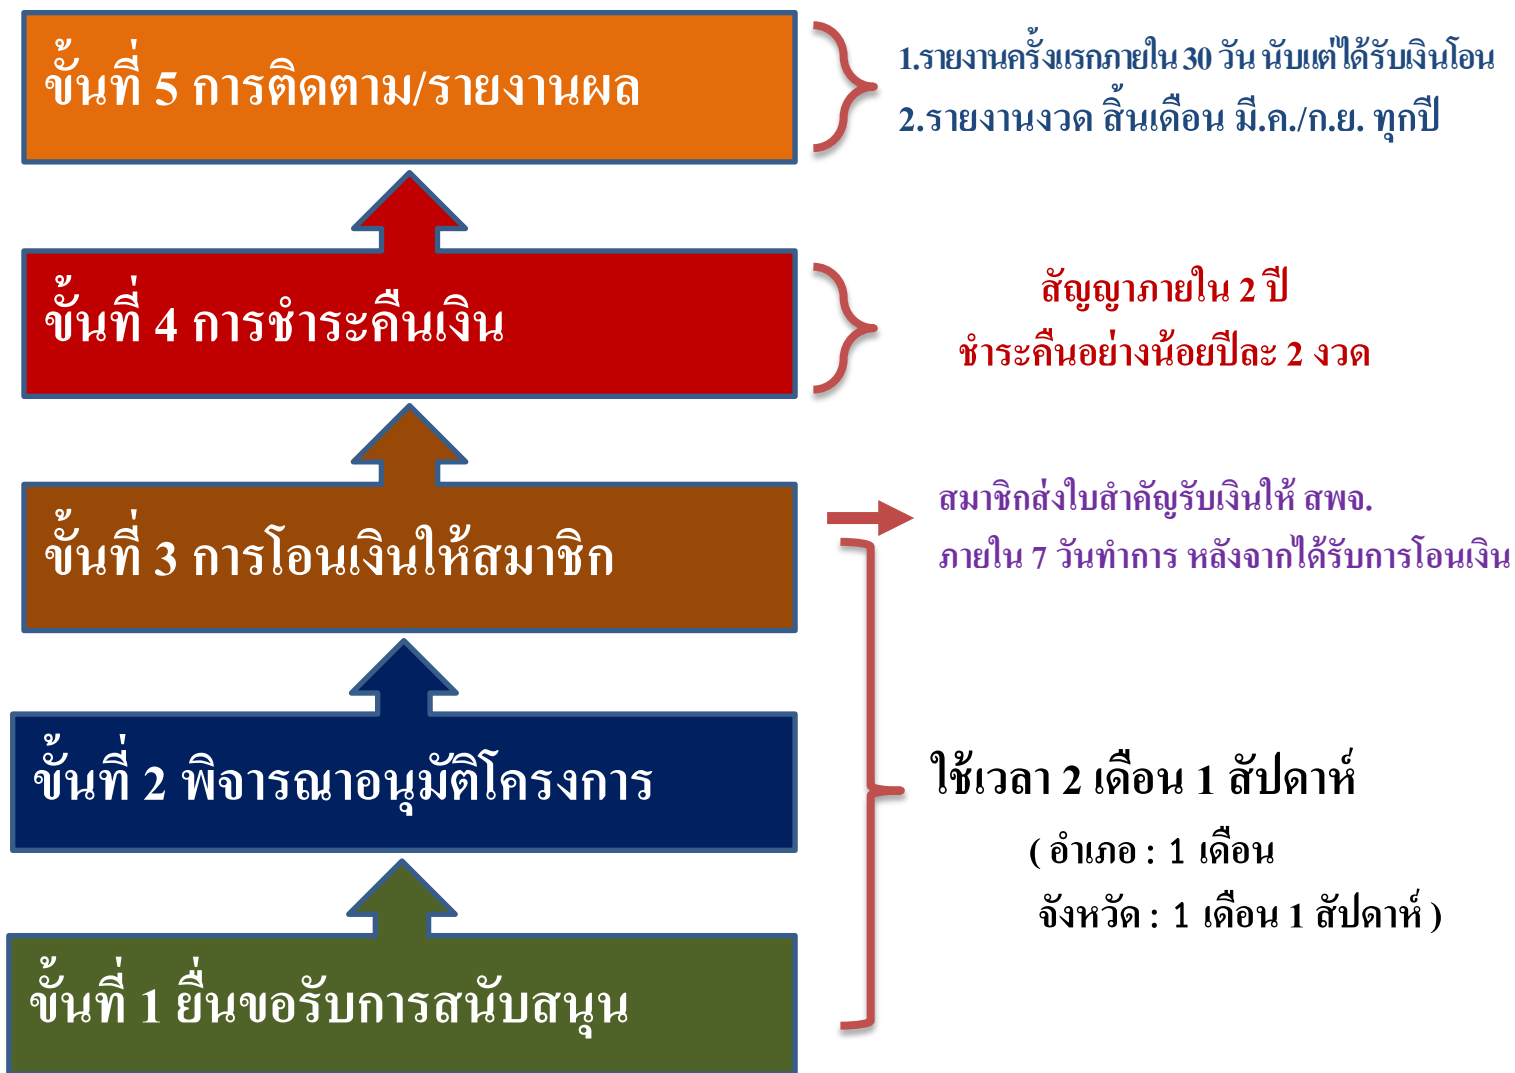 ขั้นที่ 5 การติดตาม/รายงานผล
1.รายงานครั้งแรกภายใน 30 วัน นับแต่ได้รับเงินโอน
2.รายงานงวด สิ้นเดือน มี.ค./ก.ย. ทุกปี
ขั้นที่ 4 การชำระคืนเงิน
สัญญาภายใน 2 ปี
ชำระคืนอย่างน้อยปีละ 2 งวด
ขั้นที่ 3 การโอนเงินให้สมาชิก
สมาชิกส่งใบสำคัญรับเงินให้ สพจ.
ภายใน 7 วันทำการ หลังจากได้รับการโอนเงิน
ขั้นที่ 2 พิจารณาอนุมัติโครงการ
ใช้เวลา 2 เดือน 1 สัปดาห์
( อำเภอ : 1 เดือน
จังหวัด : 1 เดือน 1 สัปดาห์ )
ขั้นที่ 1 ยื่นขอรับการสนับสนุน